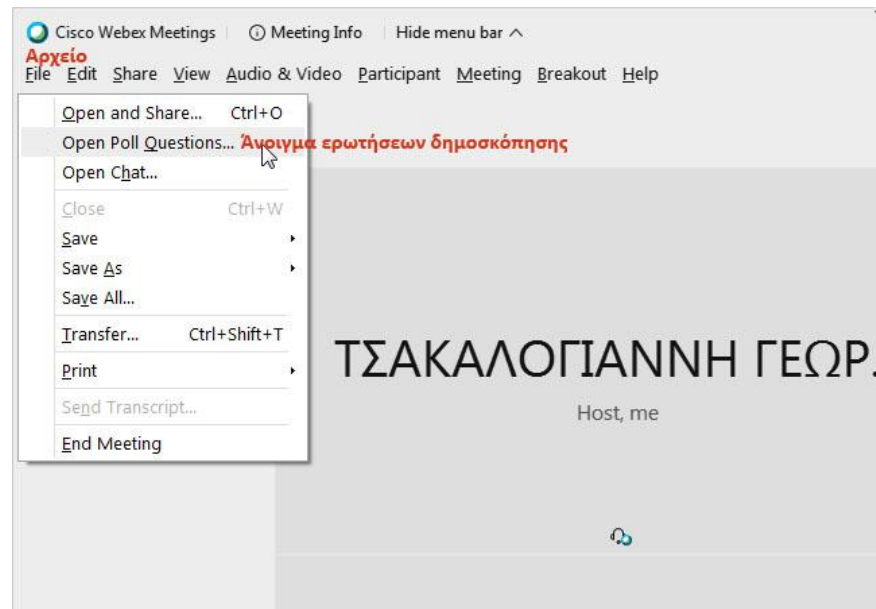 Cisco Webex Meetings Meeting Info Hide menu bar
Αρχείο
File Edit Share View Audio & Video Participant Meeting Breakout Help
Open and Share... Ctrl+O
Open Poll Questions... Άνοιγμα ερωτήσεων δημοσκόπησης
Open Chat...
Close Ctrl+W
Save
Save As
Save All...
Transfer... Ctrl+Shift+T
Print
Send Transcript...
End Meeting
ΤΣΑΚΑΛΟΓΙΑΝΝΗ ΓΕΩΡ.
Host, me